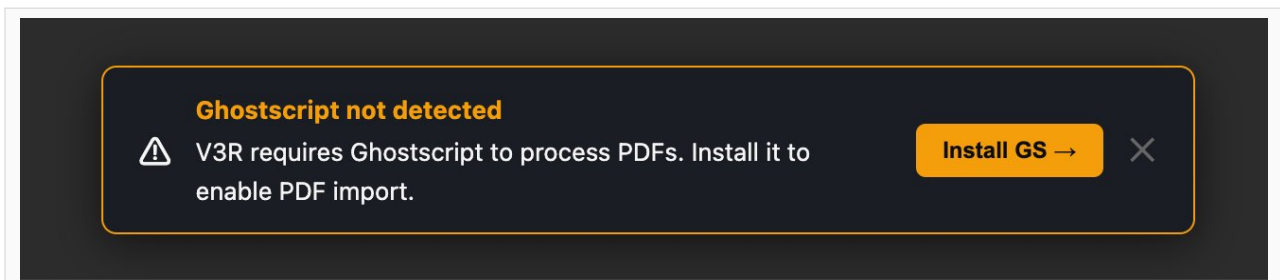 Ghostscript not detected
V3R requires Ghostscript to process PDFs. Install it to
enable PDF import.
Install GS →